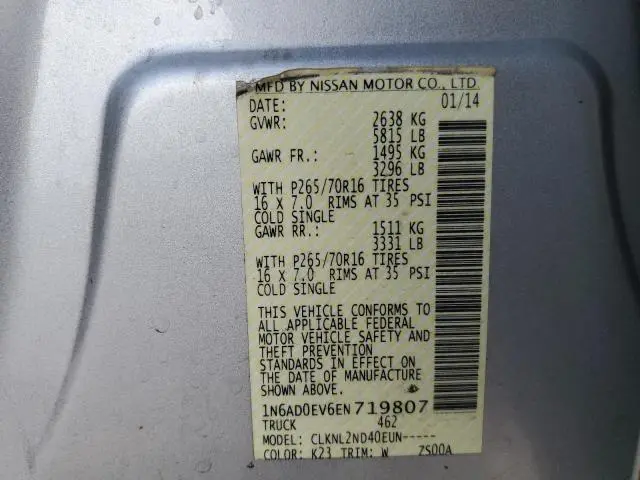 MFD BY NISSAN MOTOR CO., LTD.
DATE: 01/14
GVWR: 2638 KG
5815 LB
GAWR FR.: 1495 KG
3296 LB
WITH P265/70R16 TIRES
16 X 7.0 RIMS AT 35 PSI
COLD SINGLE
GAWR RR.: 1511 KG
3331 LB
WITH P265/70R16 TIRES
16 X 7.0 RIMS AT 35 PSI
COLD SINGLE
THIS VEHICLE CONFORMS TO
ALL APPLICABLE FEDERAL
MOTOR VEHICLE SAFETY AND
THEFT PREVENTION
STANDARDS IN EFFECT ON
THE DATE OF MANUFACTURE
SHOWN ABOVE.
1N6AD0EV6EN719807
TRUCK 462
MODEL: CLKNL2ND40EUN-----
COLOR: K23 TRIM: W ZS00A